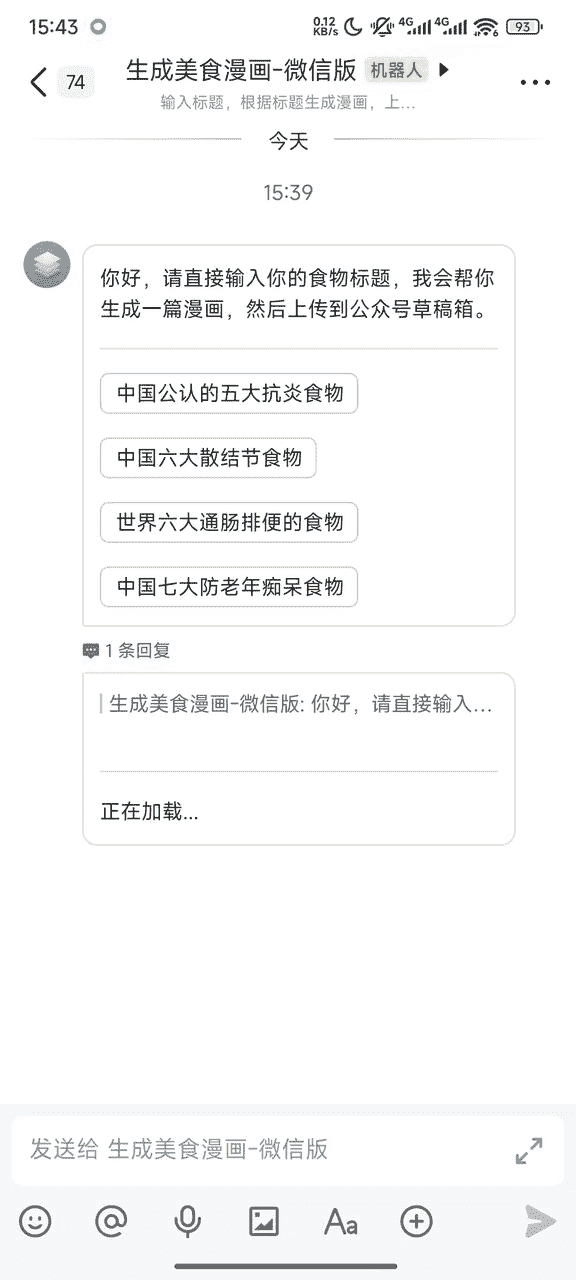 15:43 0.12 KB/s 4G 4G 6 93
74 生成美食漫画-微信版 机器人
输入标题，根据标题生成漫画，上...
今天
15:39
你好，请直接输入你的食物标题，我会帮你
生成一篇漫画，然后上传到公众号草稿箱。
中国公认的五大抗炎食物
中国六大散结节食物
世界六大通肠排便的食物
中国七大防老年痴呆食物
1 条回复
生成美食漫画-微信版: 你好，请直接输入...
正在加载...
发送给 生成美食漫画-微信版
Aa